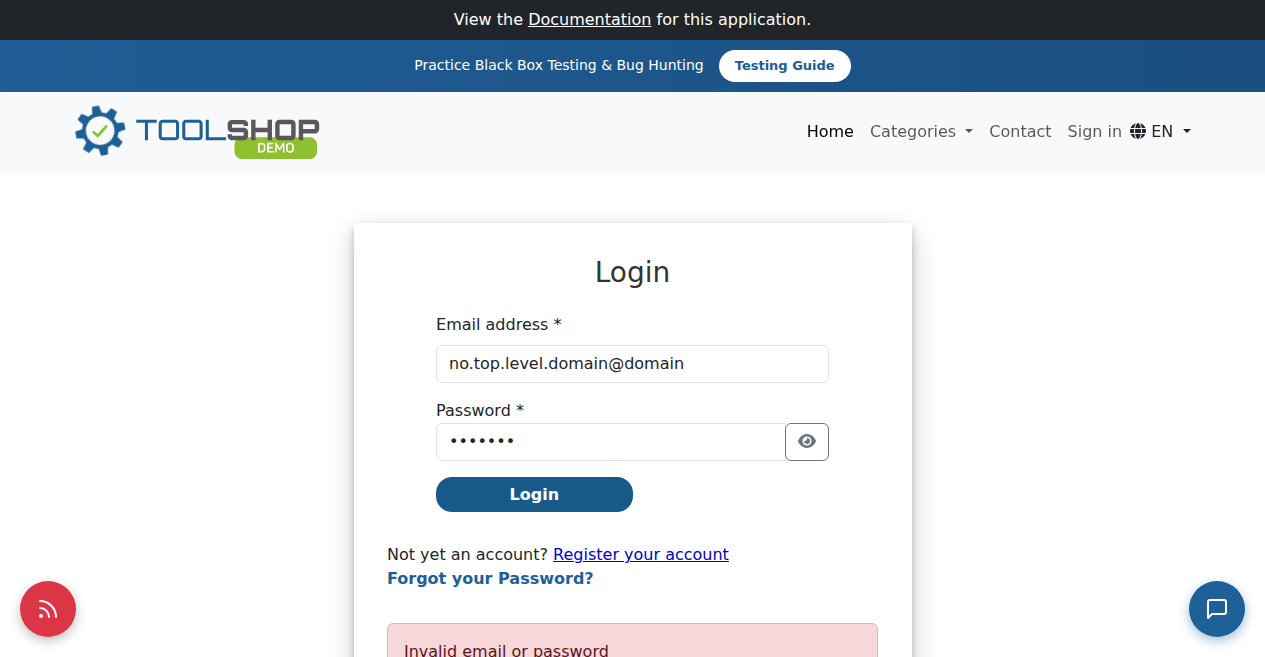 View the Documentation for this application.
Practice Black Box Testing & Bug Hunting Testing Guide
TOOLSHOP
DEMO
Home Categories Contact Sign in EN
Login
Email address *
no.top.level.domain@domain
Password *
•••••••
Login
Not yet an account? Register your account
Forgot your Password?
Invalid email or password